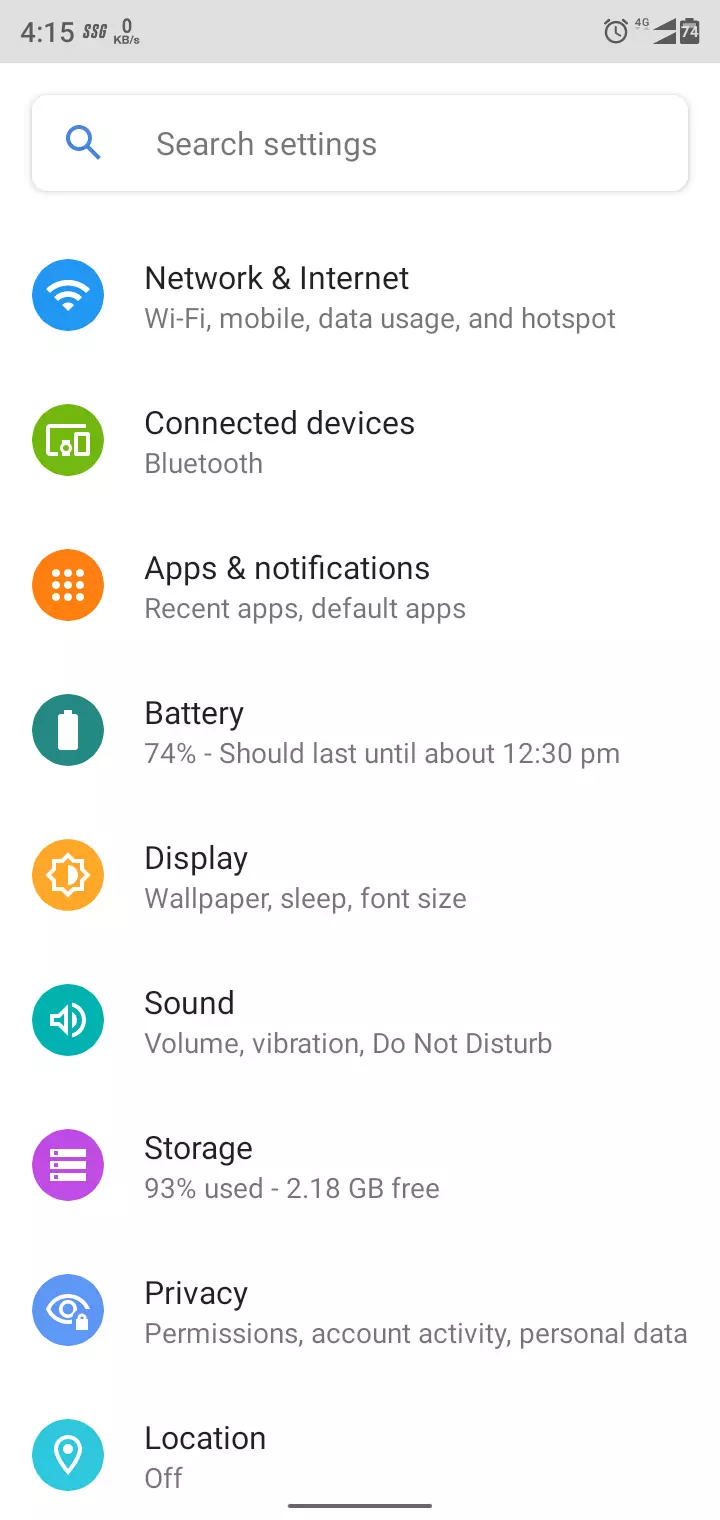 4:15 SSG 0 KB/s 4G 74
Search settings
Network & Internet
Wi-Fi, mobile, data usage, and hotspot
Connected devices
Bluetooth
Apps & notifications
Recent apps, default apps
Battery
74% - Should last until about 12:30 pm
Display
Wallpaper, sleep, font size
Sound
Volume, vibration, Do Not Disturb
Storage
93% used - 2.18 GB free
Privacy
Permissions, account activity, personal data
Location
Off